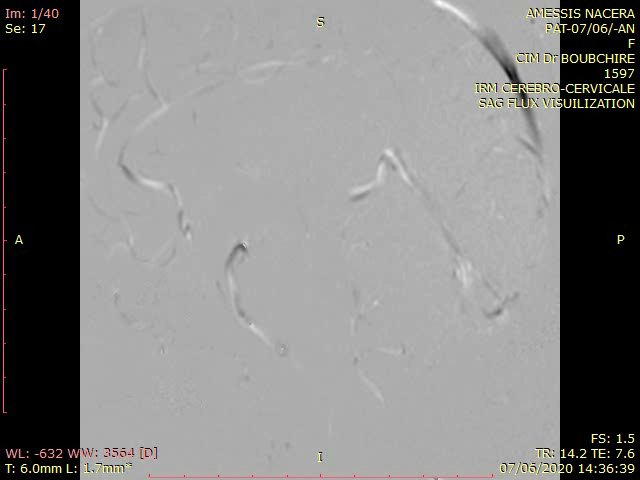 Im: 1/40
Se: 17
S
AMESSIS NACERA
PAT-07/06/-AN
F
CIM Dr BOUBCHIRE
1597
IRM CEREBRO-CERVICALE
SAG FLUX VISUILIZATION
A
P
WL: -632 WW: 3564 [D]
T: 6.0mm L: 1.7mm*
I
FS: 1.5
TR: 14.2 TE: 7.6
07/06/2020 14:36:39